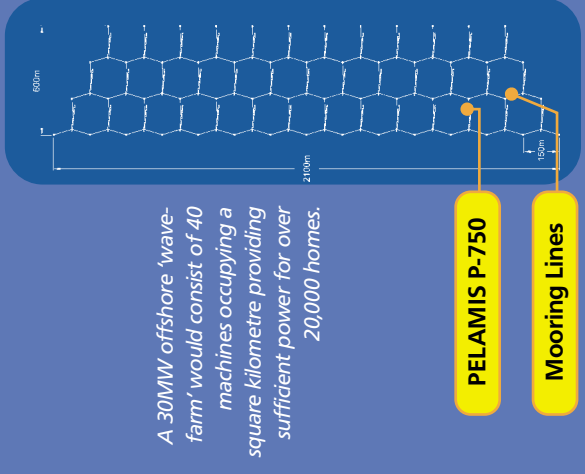 A 30MW offshore ‘wave-
farm’ would consist of 40
machines occupying a
square kilometre providing
sufficient power for over
20,000 homes.
600m
2100m
150m
PELAMIS P-750
Mooring Lines